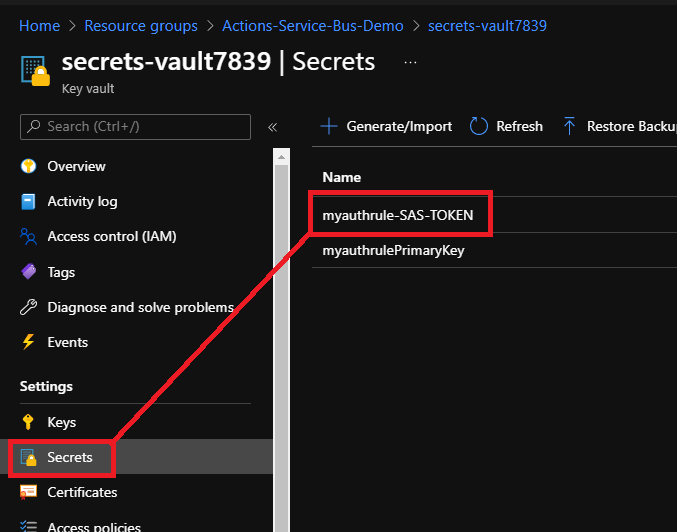 Home > Resource groups > Actions-Service-Bus-Demo > secrets-vault7839
secrets-vault7839 | Secrets ...
Key vault
Search (Ctrl+/)
«
Overview
Activity log
Access control (IAM)
Tags
Diagnose and solve problems
Events
Settings
Keys
Secrets
Certificates
Access policies
Generate/Import
Refresh
Restore Backup
Name
myauthrule-SAS-TOKEN
myauthrulePrimaryKey